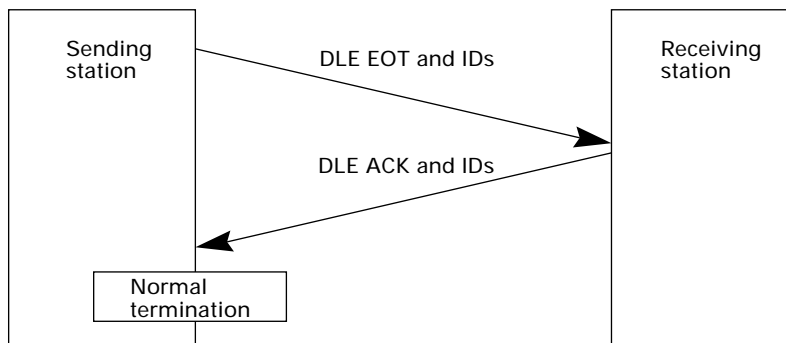 Sending
station
DLE EOT and IDs
Receiving
station
DLE ACK and IDs
Normal
termination